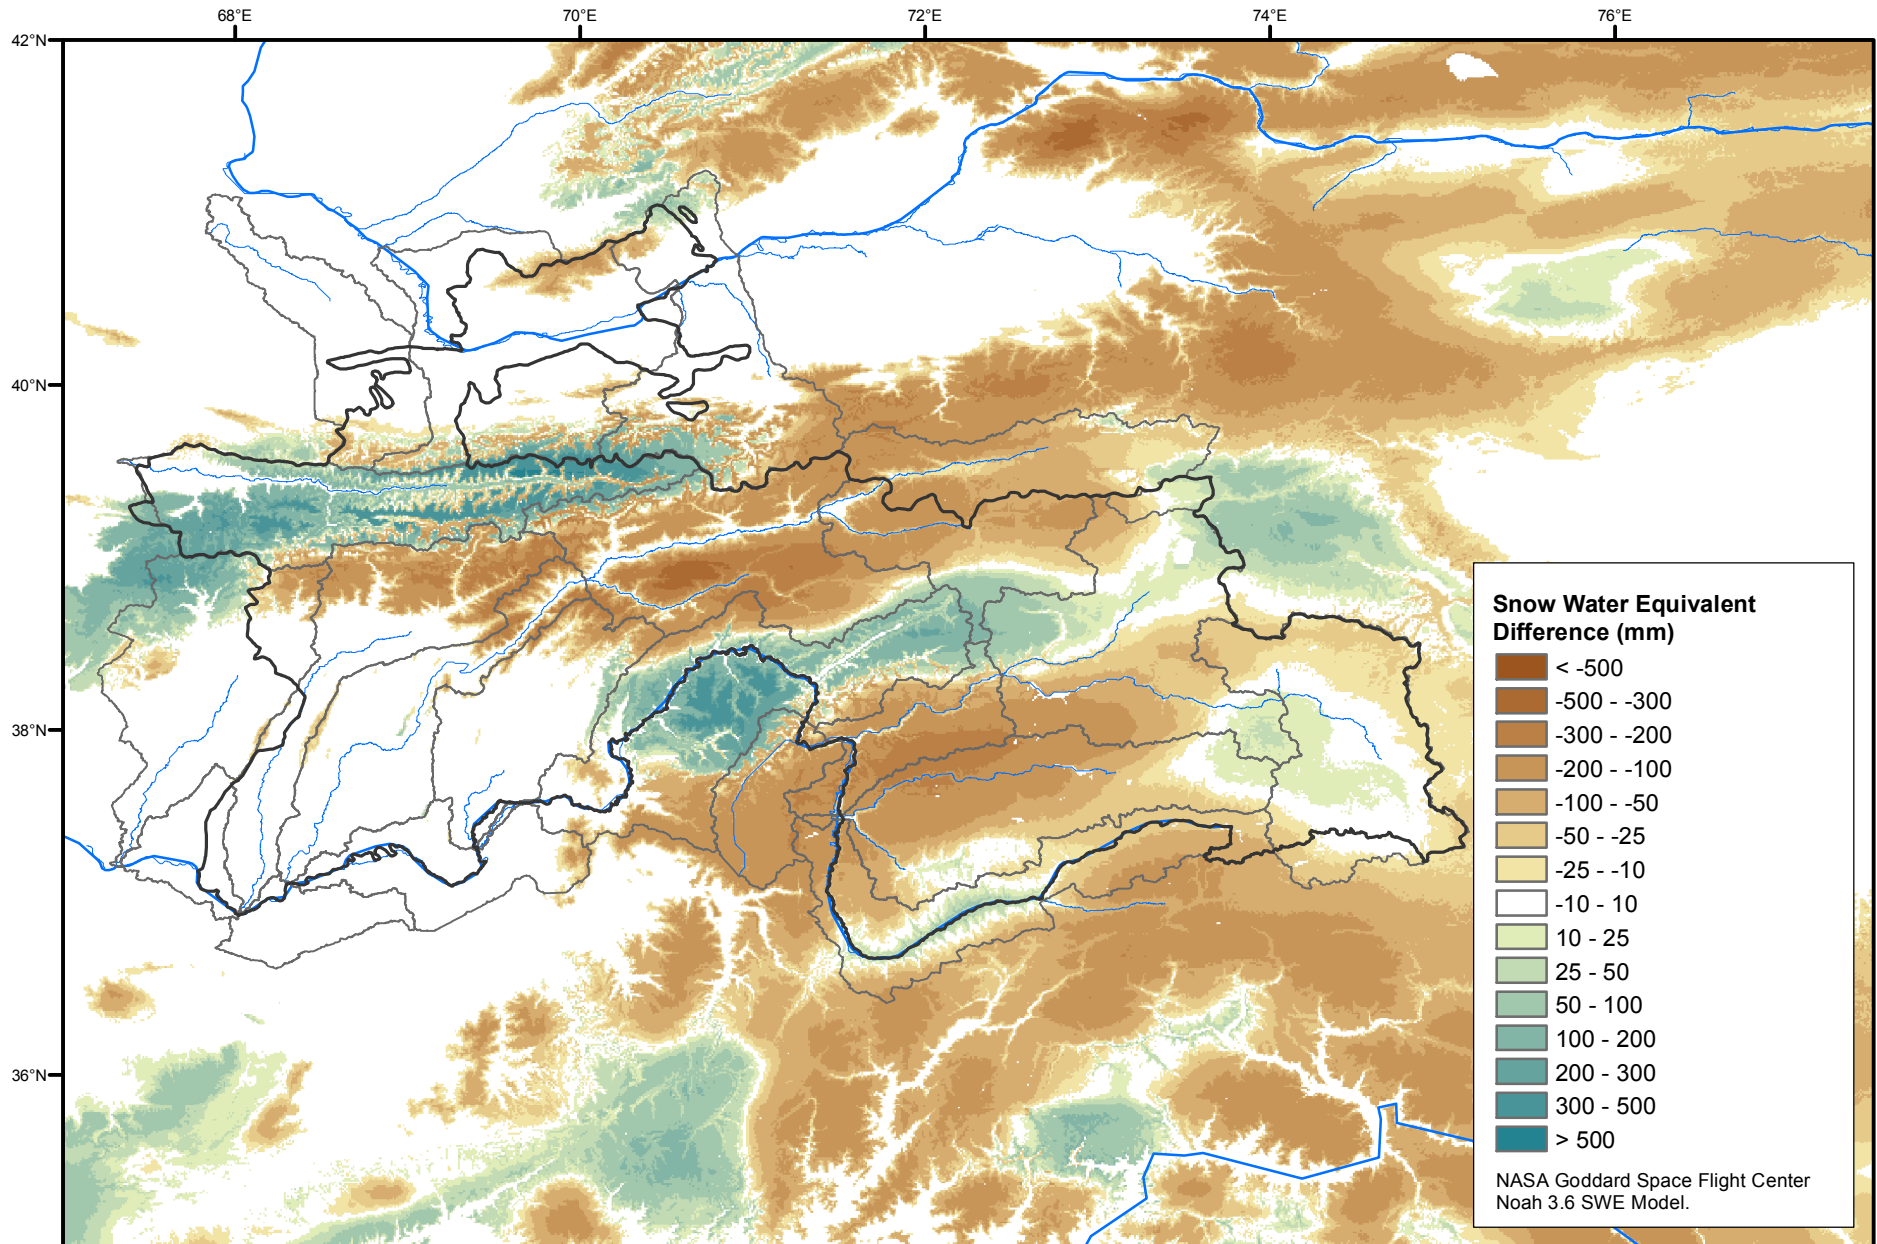 68°E
70°E
72°E
74°E
76°E
42°N
40°N
38°N
36°N
Snow Water Equivalent
Difference (mm)
< -500
-500 - -300
-300 - -200
-200 - -100
-100 - -50
-50 - -25
-25 - -10
-10 - 10
10 - 25
25 - 50
50 - 100
100 - 200
200 - 300
300 - 500
> 500
NASA Goddard Space Flight Center
Noah 3.6 SWE Model.